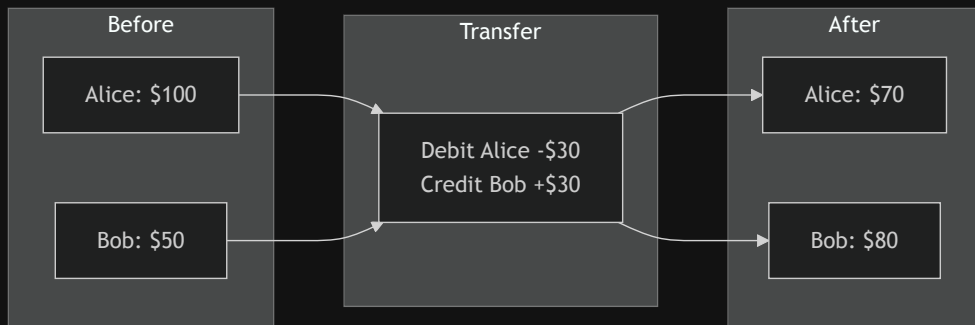 Before
Alice: $100
Bob: $50
Transfer
Debit Alice -$30
Credit Bob +$30
After
Alice: $70
Bob: $80